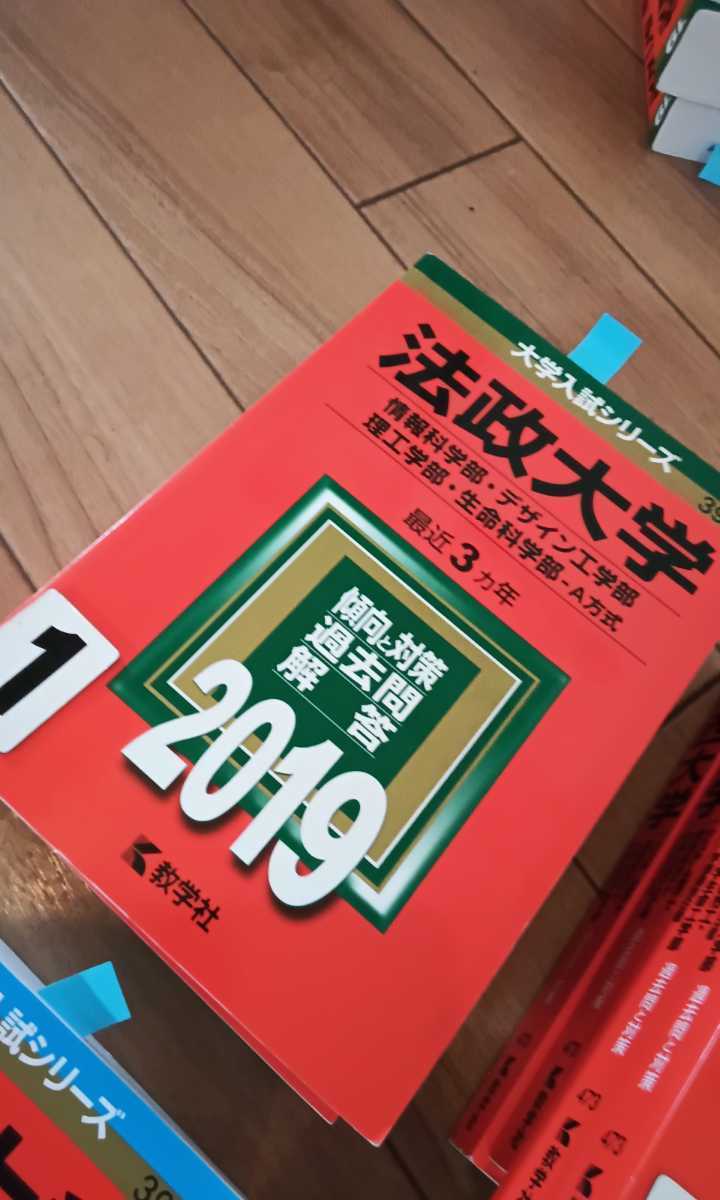 大学入試シリーズ
39
法政大学
情報科学部・デザイン工学部
理工学部・生命科学部-A方式
最近3カ年
傾向と対策
過去問
解答
2019
1
教学社
試シリーズ
39